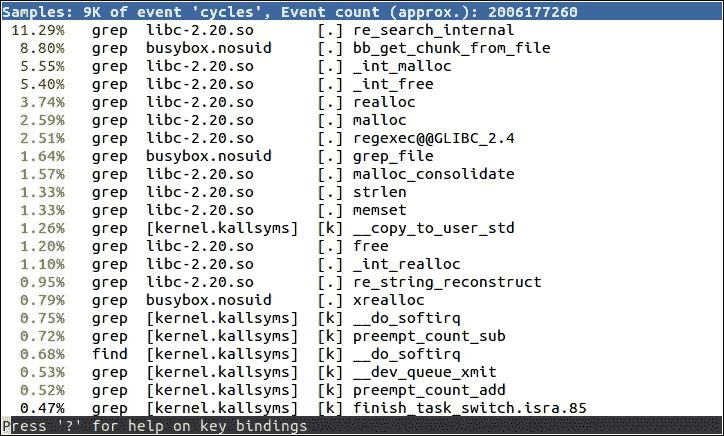 Samples: 9K of event 'cycles', Event count (approx.): 2006177260
11.29% grep libc-2.20.so [.] re_search_internal
8.80% grep busybox.nosuid [.] bb_get_chunk_from_file
5.55% grep libc-2.20.so [.] _int_malloc
5.40% grep libc-2.20.so [.] _int_free
3.74% grep libc-2.20.so [.] realloc
2.59% grep libc-2.20.so [.] malloc
2.51% grep libc-2.20.so [.] regexec@@GLIBC_2.4
1.64% grep busybox.nosuid [.] grep_file
1.57% grep libc-2.20.so [.] malloc_consolidate
1.33% grep libc-2.20.so [.] strlen
1.33% grep libc-2.20.so [.] memset
1.26% grep [kernel.kallsyms] [k] __copy_to_user_std
1.20% grep libc-2.20.so [.] free
1.10% grep libc-2.20.so [.] _int_realloc
0.95% grep libc-2.20.so [.] re_string_reconstruct
0.79% grep busybox.nosuid [.] xrealloc
0.75% grep [kernel.kallsyms] [k] __do_softirq
0.72% grep [kernel.kallsyms] [k] preempt_count_sub
0.68% find [kernel.kallsyms] [k] __do_softirq
0.53% grep [kernel.kallsyms] [k] __dev_queue_xmit
0.52% grep [kernel.kallsyms] [k] preempt_count_add
0.47% grep [kernel.kallsyms] [k] finish_task_switch.isra.85
Press '?' for help on key bindings